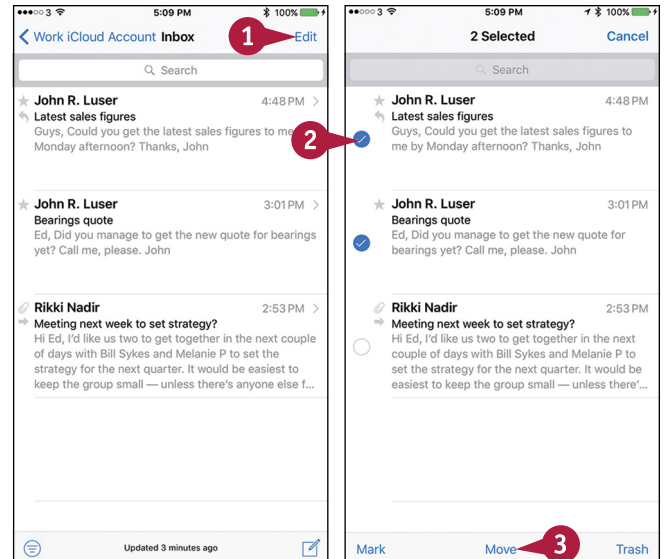 3 5:09 PM 100%
Work iCloud Account Inbox 1 Edit
Search
John R. Luser 4:48 PM
Latest sales figures
Guys, Could you get the latest sales figures to me
Monday afternoon? Thanks, John
John R. Luser 3:01 PM
Bearings quote
Ed, Did you manage to get the new quote for bearings
yet? Call me, please. John
Rikki Nadir 2:53 PM
Meeting next week to set strategy?
Hi Ed, I'd like us two to get together in the next couple
of days with Bill Sykes and Melanie P to set the
strategy for the next quarter. It would be easiest to
keep the group small — unless there's anyone else f...
Updated 3 minutes ago
3 5:09 PM 100%
2 Selected Cancel
Search
John R. Luser 4:48 PM
Latest sales figures
2
Guys, Could you get the latest sales figures to
me by Monday afternoon? Thanks, John
John R. Luser 3:01 PM
Bearings quote
Ed, Did you manage to get the new quote for
bearings yet? Call me, please. John
Rikki Nadir 2:53 PM
Meeting next week to set strategy?
Hi Ed, I'd like us two to get together in the next
couple of days with Bill Sykes and Melanie P to
set the strategy for the next quarter. It would be
easiest to keep the group small — unless there'...
Mark Move 3 Trash